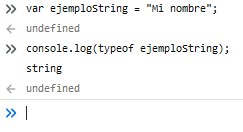 >> var ejemploString = "Mi nombre";
← undefined
>> console.log(typeof ejemploString);
string
← undefined
>>